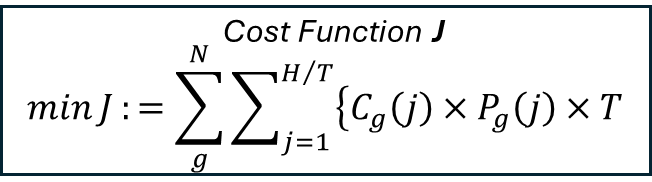 Cost Function J
min J := ∑_g^N ∑_{j=1}^{H/T} {C_g(j) × P_g(j) × T